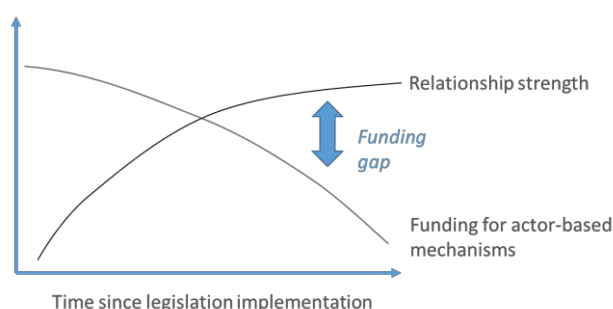 Relationship strength
Funding
gap
Funding for actor-based
mechanisms
Time since legislation implementation